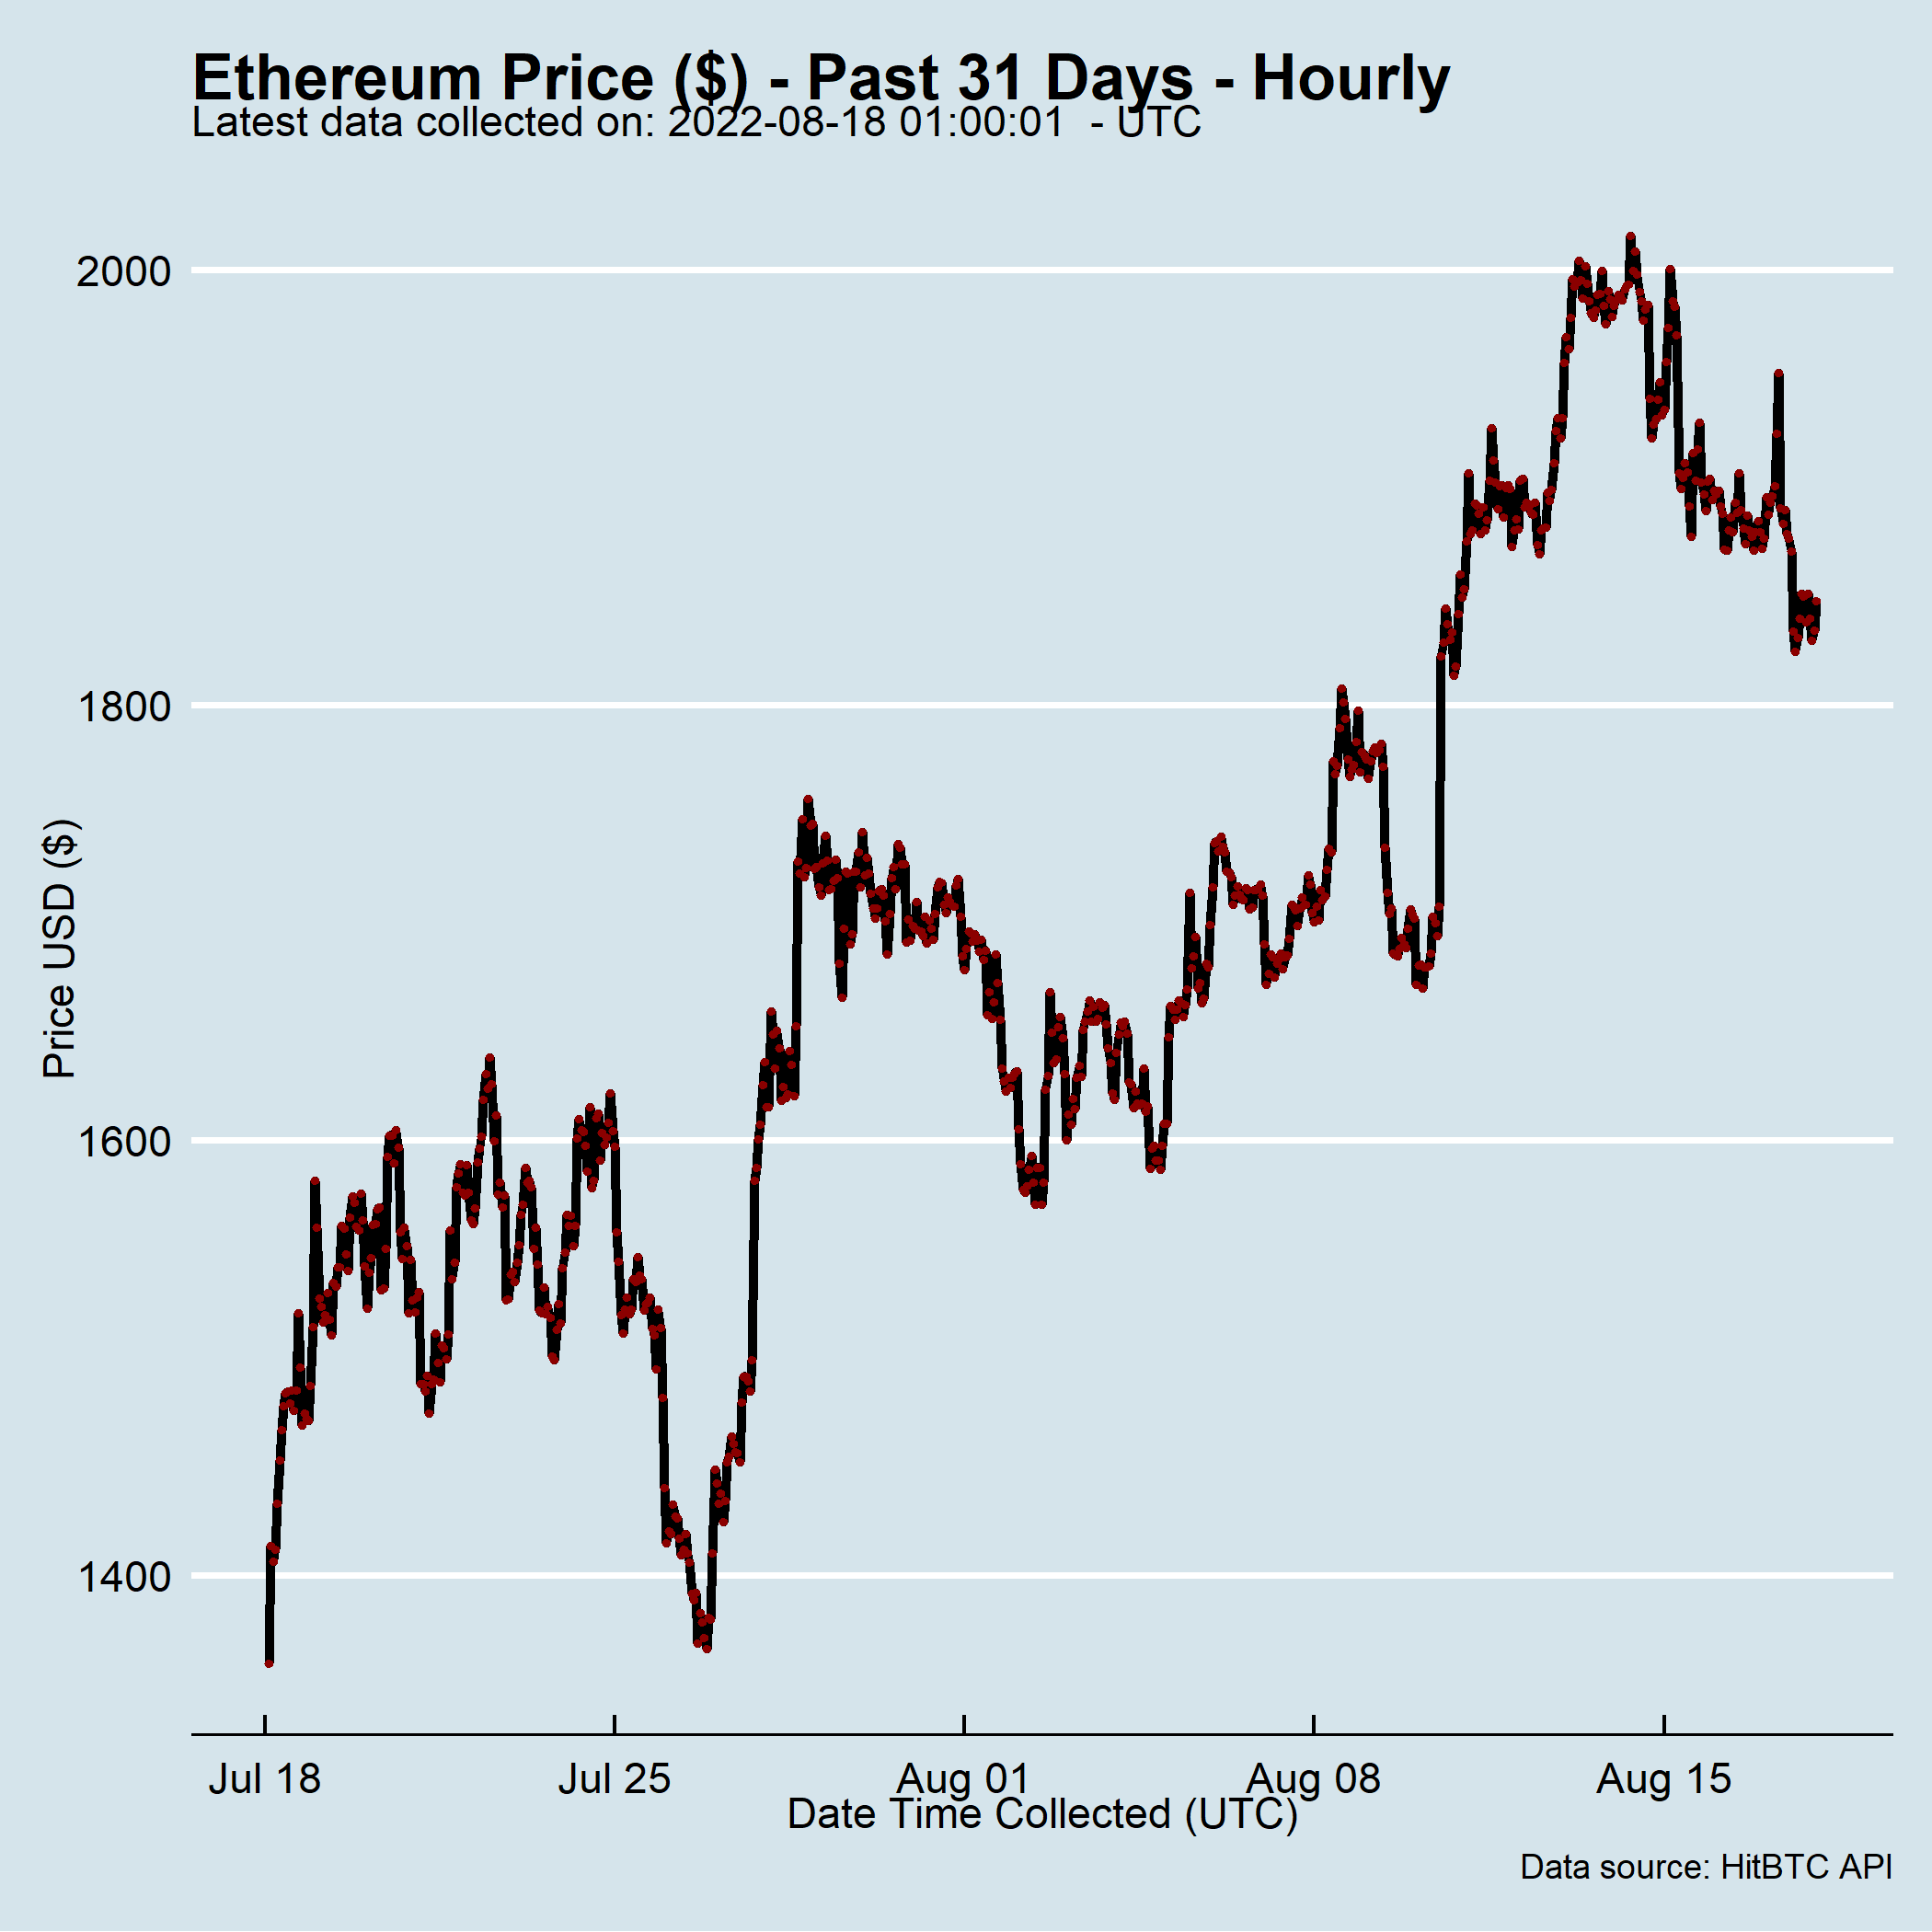 Ethereum Price ($) - Past 31 Days - Hourly
Latest data collected on: 2022-08-18 01:00:01  - UTC
2000
1800
1600
1400
Price USD ($)
Jul 18
Jul 25
Aug 01
Aug 08
Aug 15
Date Time Collected (UTC)
Data source: HitBTC API